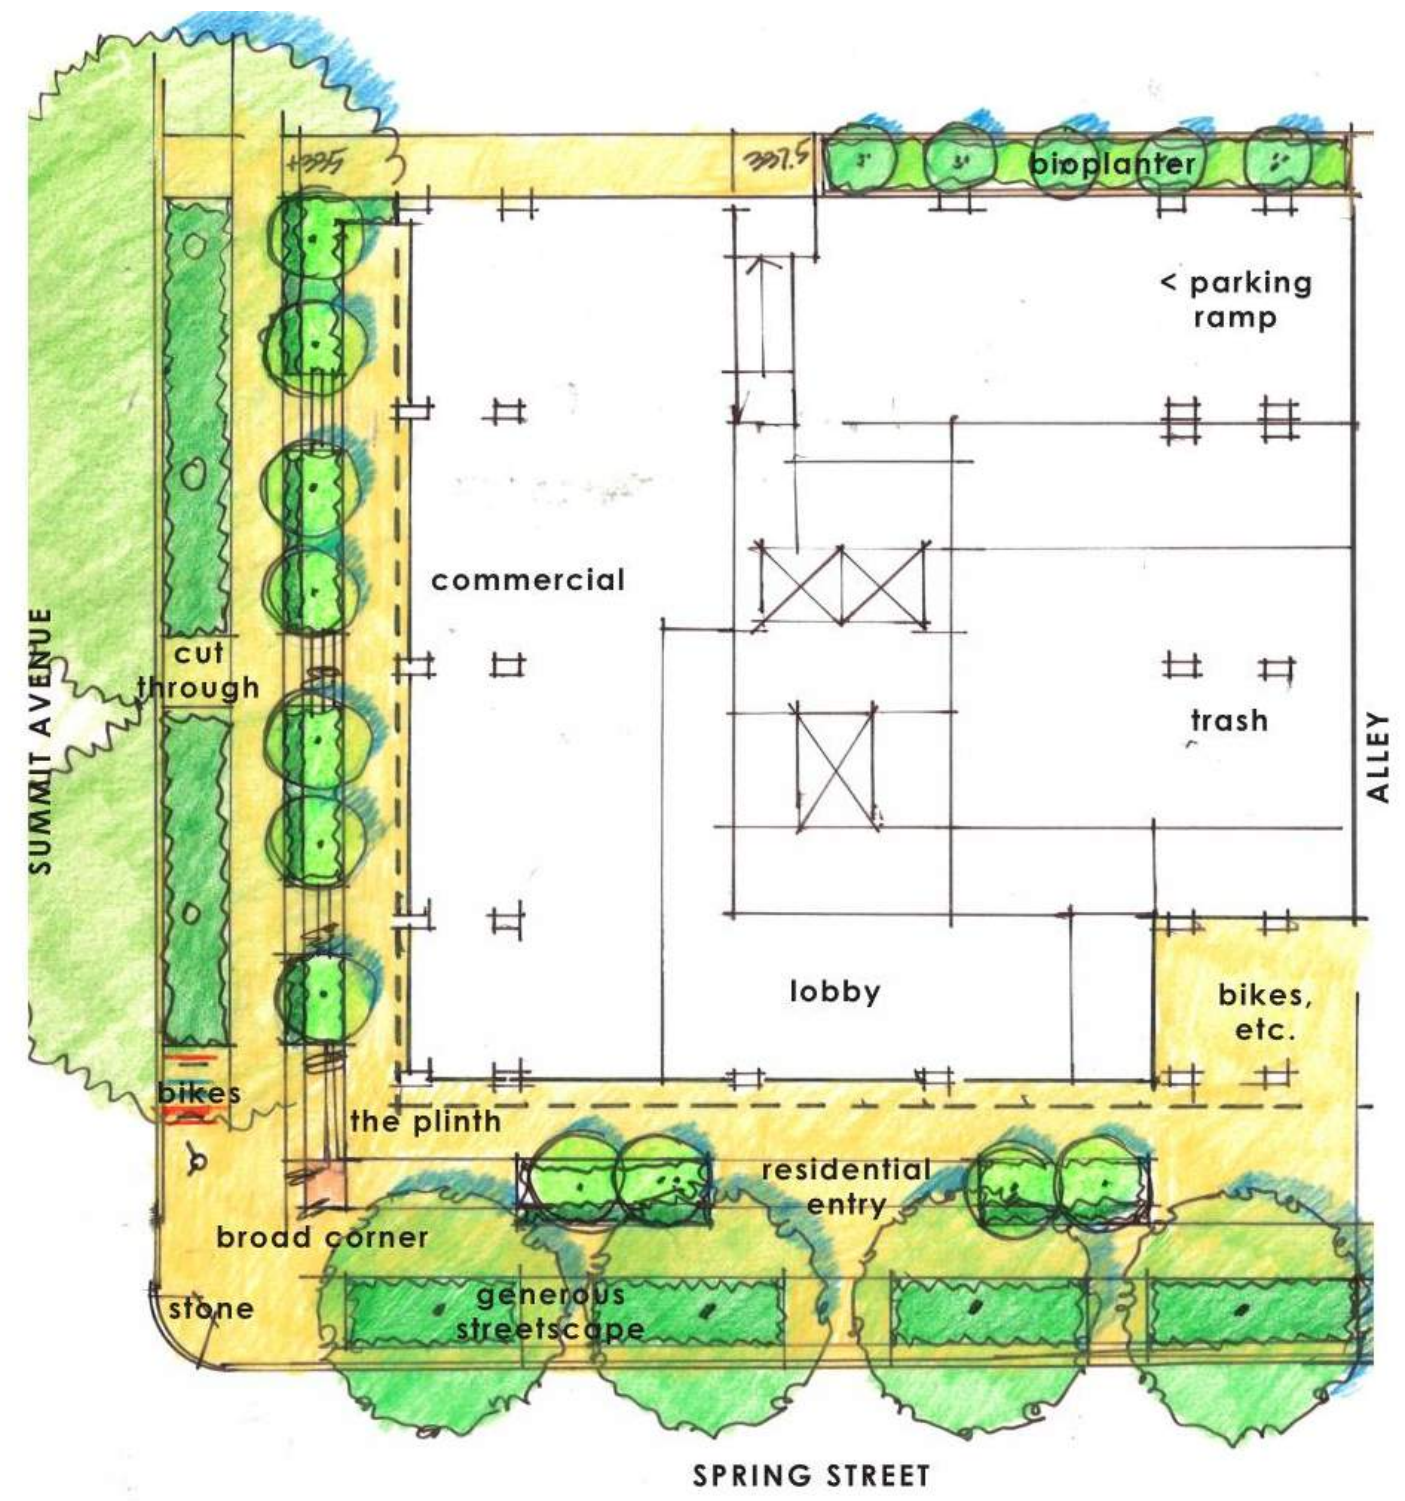 bioplanter
< parking
ramp
commercial
cut
through
SUMMIT AVENUE
trash
ALLEY
lobby
bikes,
etc.
bikes
the plinth
residential
entry
broad corner
stone
generous
streetscape
SPRING STREET